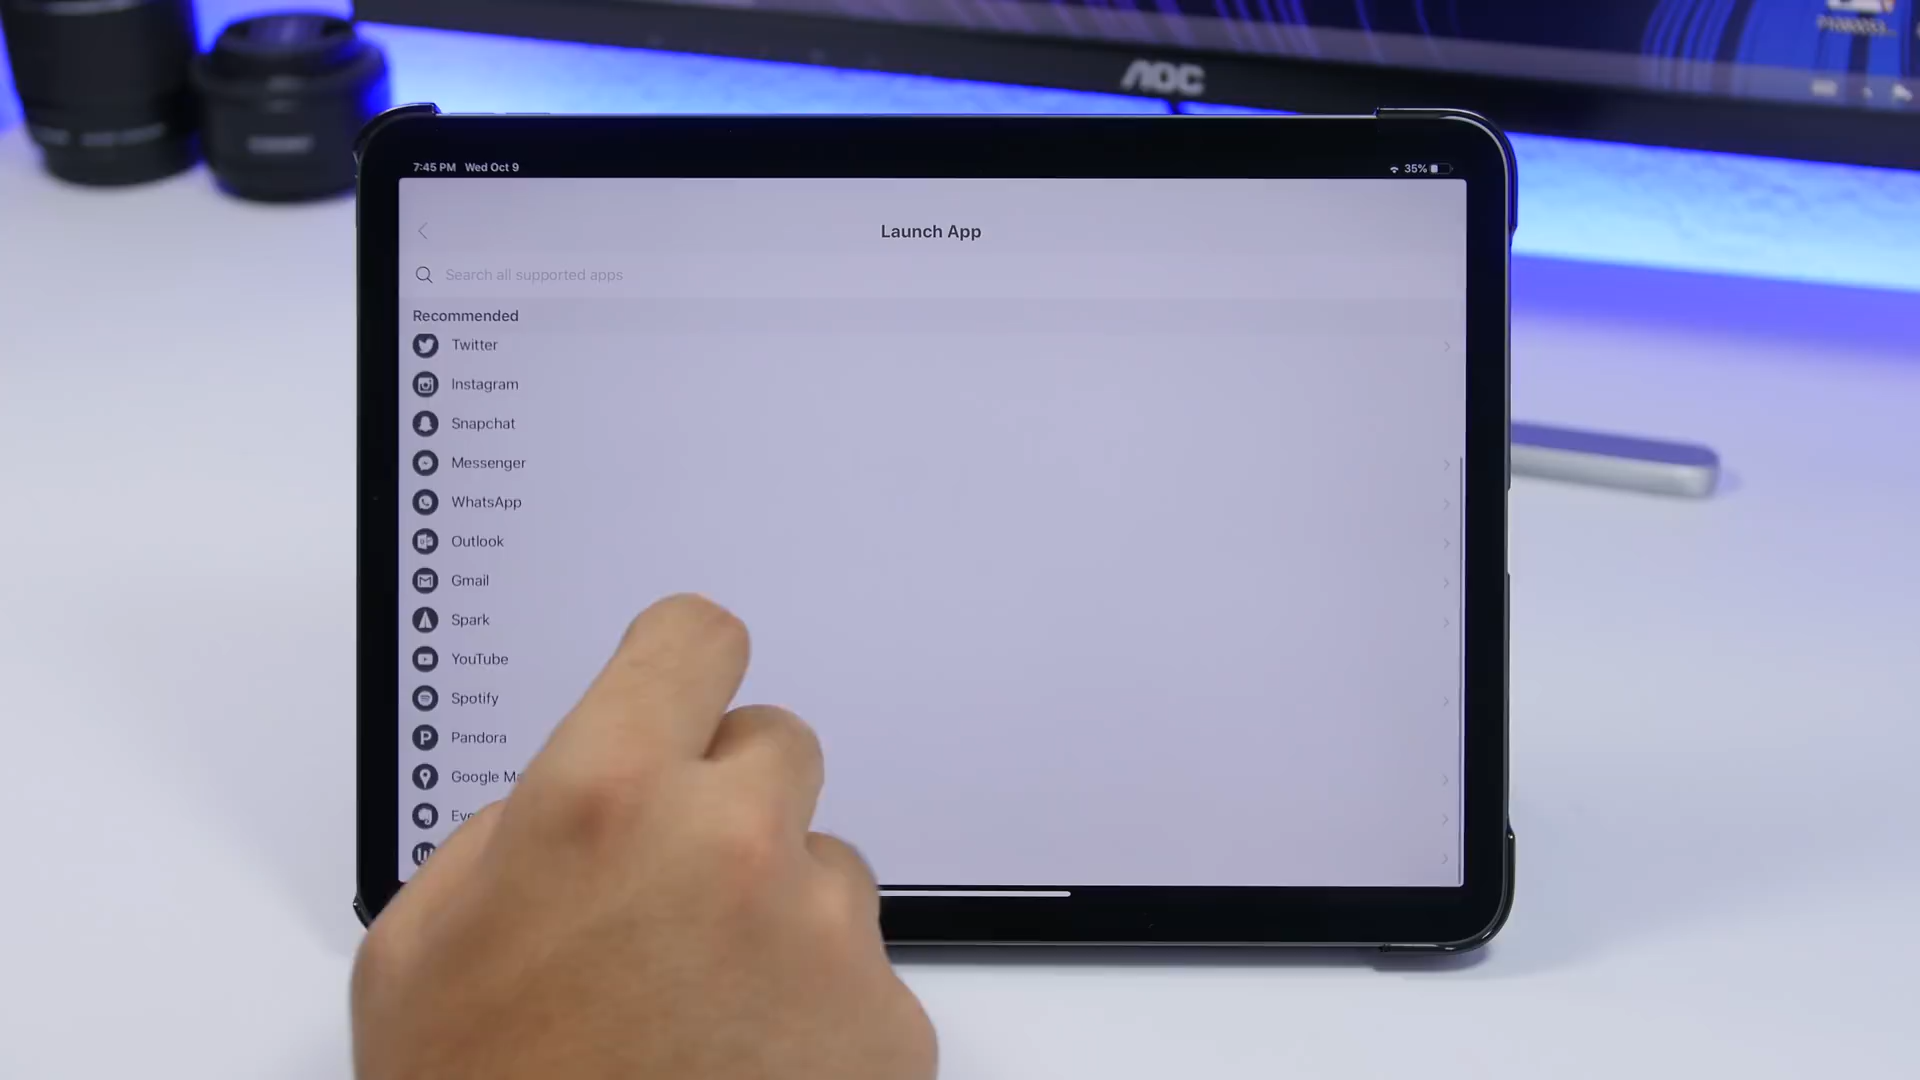 AOC
7:45 PM Wed Oct 9
35%
Launch App
Search all supported apps
Recommended
Twitter
Instagram
Snapchat
Messenger
WhatsApp
Outlook
Gmail
Spark
YouTube
Spotify
Pandora
Google